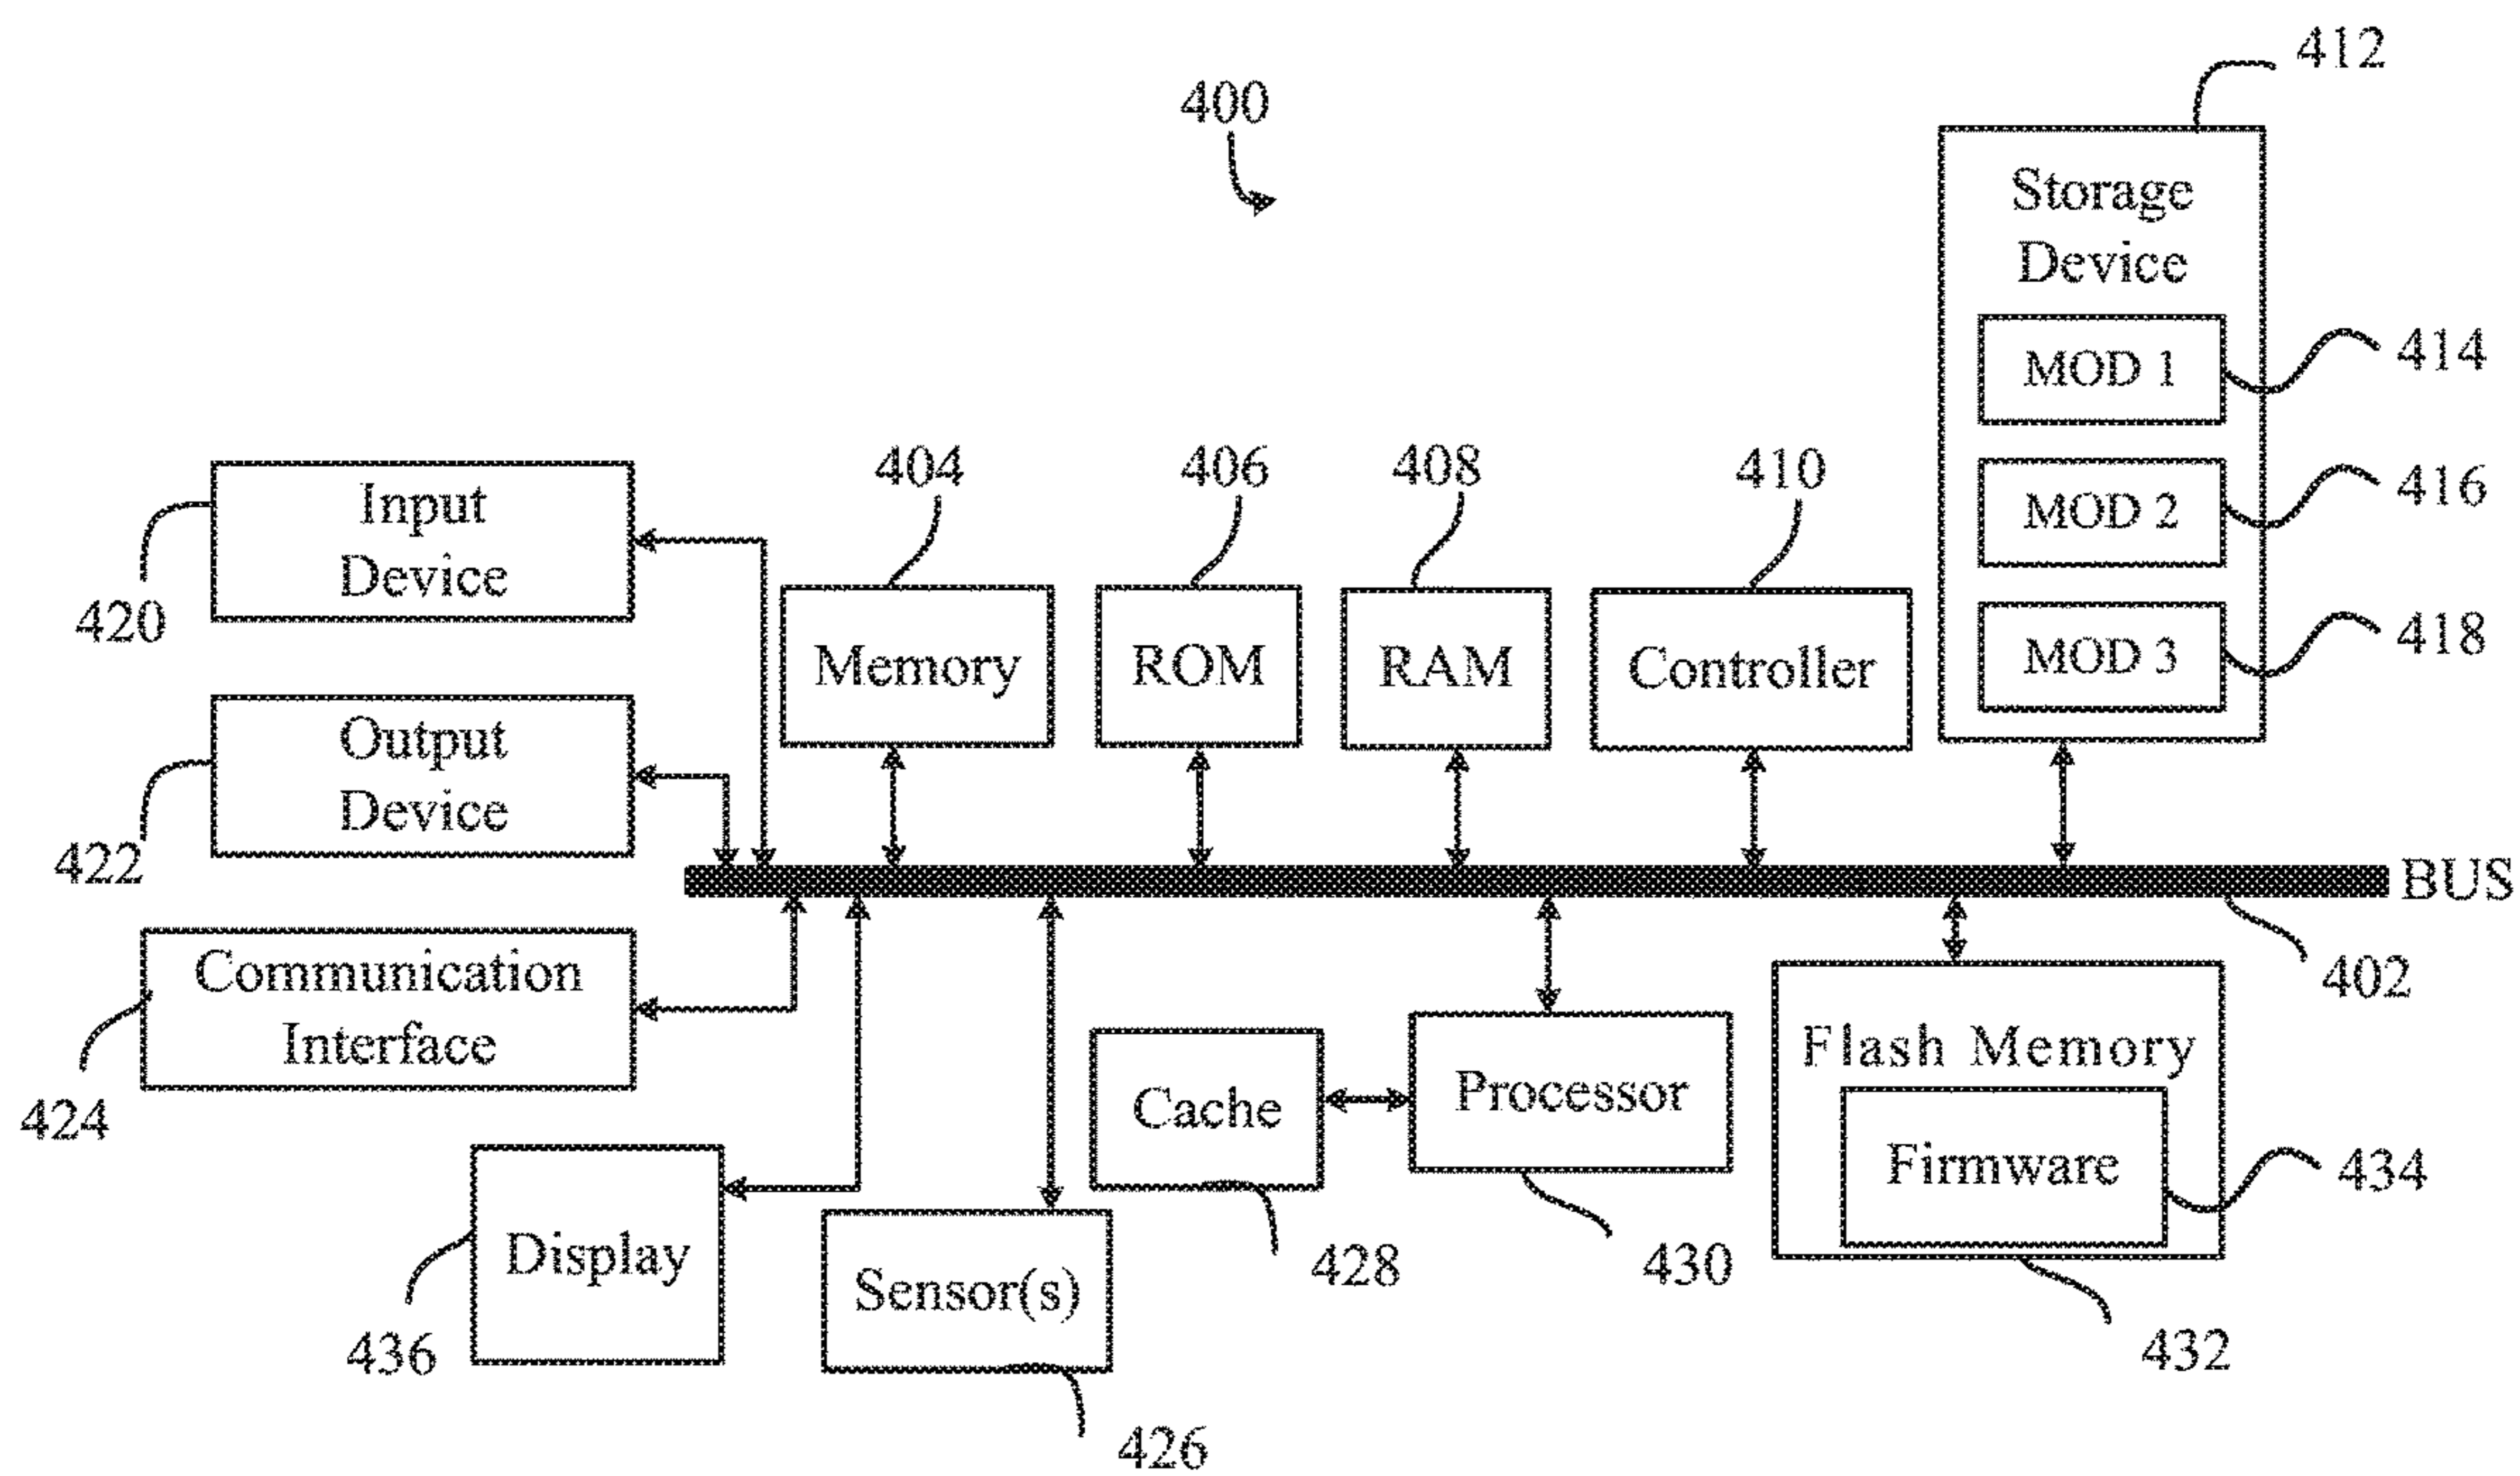 412
400
Storage
Device
MOD 1
414
404
406
408
410
MOD 2
416
Input
Device
420
Memory
ROM
RAM
Controller
MOD 3
418
Output
Device
422
BUS
402
Communication
Interface
424
Cache
Processor
Flash Memory
Firmware
434
Display
436
Sensor(s)
428
430
432
426